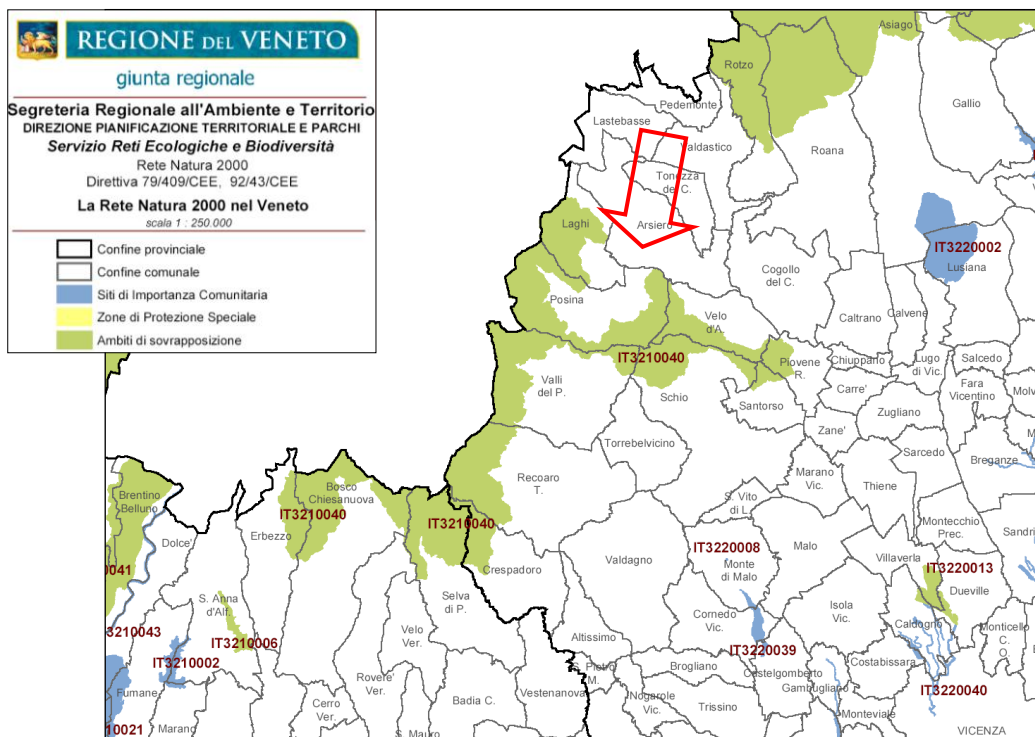 REGIONE DEL VENETO
giunta regionale
Segreteria Regionale all'Ambiente e Territorio
DIREZIONE PIANIFICAZIONE TERRITORIALE E PARCHI
Servizio Reti Ecologiche e Biodiversità
Rete Natura 2000
Direttiva 79/409/CEE, 92/43/CEE
La Rete Natura 2000 nel Veneto
scala 1 : 250.000
Confine provinciale
Confine comunale
Siti di Importanza Comunitaria
Zone di Protezione Speciale
Ambiti di sovrapposizione
Asiago
Rotzo
Gallio
Pedemonte
Lastebasse
Valdastico
Roana
Tonezza
del C.
Laghi
Arsiero
IT3220002
Lusiana
Cogollo
del C.
Posina
Velo
d'A.
Caltrano
Calvene
IT3210040
Piovene
R.
Chiuppano
Lugo
di Vic.
Salcedo
Valli
del P.
Schio
Santorso
Carre'
Fara
Vicentino
Molv
Zugliano
Torrebelvicino
Zane'
Sarcedo
Breganze
Recoaro
T.
Marano
Vic.
Thiene
Brentino
Belluno
Bosco
Chiesanuova
IT3210040
IT3210040
S. Vito
di L.
Montecchio
Prec.
Sandri
Dolce'
Erbezzo
Malo
IT3220008
Monte
di Malo
Villaverla
IT3220013
Dueville
0041
Crespadoro
Valdagno
S. Anna
d'Alf.
Selva
di P.
Isola
Vic.
Cornedo
Vic.
Caldogno
Monticello
C.
O.
3210043
IT3210006
IT3210002
Velo
Ver.
Altissimo
IT3220039
Costabissara
Fumane
Rovere'
Ver.
S. Pietro
M.
Brogliano
Castelgomberto
Gambugliano
IT3220040
Cerro
Ver.
Badia C.
Vestenanova
Nogarole
Vic.
Trissino
Monteviale
10021
Marano
S. Mauro
VICENZA